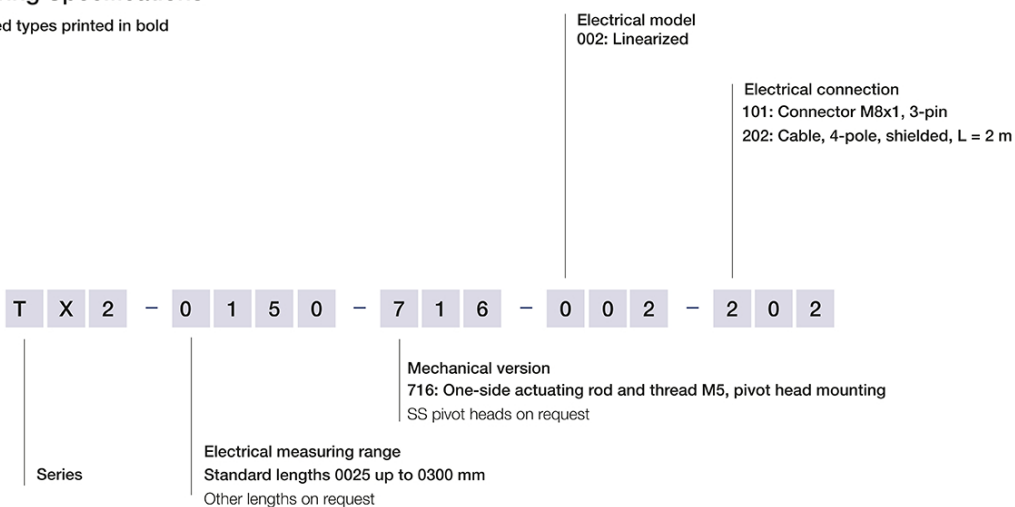 ed types printed in bold
Electrical model
002: Linearized
Electrical connection
101: Connector M8x1, 3-pin
202: Cable, 4-pole, shielded, L = 2 m
T X 2 – 0 1 5 0 – 7 1 6 – 0 0 2 – 2 0 2
Mechanical version
716: One-side actuating rod and thread M5, pivot head mounting
SS pivot heads on request
Electrical measuring range
Standard lengths 0025 up to 0300 mm
Other lengths on request
Series